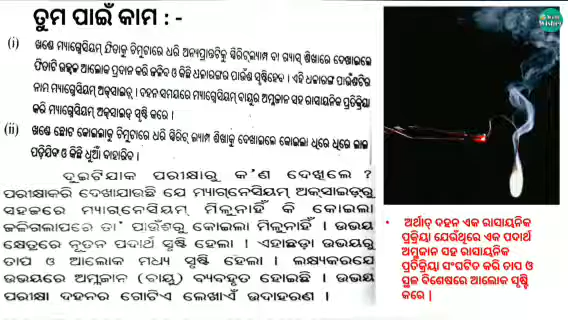 ତୁମ ପାଇଁ କାମ : -
(i) ଖଣ୍ଡେ ମ୍ୟାଗ୍ନେସିୟମ୍ ଫିତାକୁ ଚିମୁଟାରେ ଧରି ଅନ୍ୟପ୍ରାନ୍ତଟିକୁ ସ୍ପିରିଟ୍‌ଲ୍ୟାମ୍ପ ବା ଗ୍ୟାସ୍ ଶିଖାରେ ଦେଖାଇଲେ
ଫିତାଟି ଉଜ୍ଜ୍ୱଳ ଆଲୋକ ପ୍ରଦାନ କରି ଜଳିବ ଓ କିଛି ଧଳାରଙ୍ଗର ପାଉଁଶ ସୃଷ୍ଟିହେବ । ଏହି ଧଳାରଙ୍ଗ ପାଉଁଶଟିର
ନାମ ମ୍ୟାଗ୍ନେସିୟମ୍ ଅକ୍‌ସାଇଡ୍ । ଦହନ ସମୟରେ ମ୍ୟାଗ୍ନେସିୟମ୍ ବାୟୁର ଅମ୍ଳଜାନ ସହ ରାସାୟନିକ ପ୍ରତିକ୍ରିୟା
କରି ମ୍ୟାଗ୍ନେସିୟମ୍ ଅକ୍‌ସାଇଡ୍ ସୃଷ୍ଟି କରେ ।
(ii) ଖଣ୍ଡେ ଛୋଟ କୋଇଲାକୁ ଚିମୁଟାରେ ଧରି ସ୍ପିରିଟ୍ ଲ୍ୟାମ୍ପ ଶିଖାକୁ ଦେଖାଇଲେ କୋଇଲା ଧିରେ ଧିରେ ଲାଲ
ପଡ଼ିଯିବ ଓ କିଛି ଧୂଆଁ ବାହାରିବ ।
ଦୁଇଟିଯାକ ପରୀକ୍ଷାରୁ କ'ଣ ଦେଖିଲେ ?
ପରୀକ୍ଷାକରି ଦେଖାଯାଉଛି ଯେ ମ୍ୟାଗ୍ନେସିୟମ୍ ଅକ୍‌ସାଇଡ୍‌ରୁ
ସହଜରେ ମ୍ୟାଗ୍ନେସିୟମ୍ ମିଳୁନାହିଁ କି କୋଇଲା
ଜଳିଗଲାପରେ ତା' ପାଉଁଶରୁ କୋଇଲା ମିଳୁନାହିଁ । ଉଭୟ
କ୍ଷେତ୍ରରେ ନୂତନ ପଦାର୍ଥ ସୃଷ୍ଟି ହେଲା । ଏହାଛଡ଼ା ଉଭୟରୁ
ତାପ ଓ ଆଲୋକ ମଧ୍ୟ ସୃଷ୍ଟି ହେଲା । ଲକ୍ଷ୍ୟକରଯେ
ଉଭୟରେ ଅମ୍ଳଜାନ (ବାୟୁ) ବ୍ୟବହୃତ ହୋଇଛି । ଉଭୟ
ପରୀକ୍ଷା ଦହନର ଗୋଟିଏ ଲେଖାଏଁ ଉଦାହରଣ ।
• ଅର୍ଥାତ୍ ଦହନ ଏକ ରାସାୟନିକ
ପ୍ରକ୍ରିୟା ଯେଉଁଥିରେ ଏକ ପଦାର୍ଥ
ଅମ୍ଳଜାନ ସହ ରାସାୟନିକ
ପ୍ରତିକ୍ରିୟା ସଂଘଟିତ କରି ତାପ ଓ
ସ୍ଥଳ ବିଶେଷରେ ଆଲୋକ ସୃଷ୍ଟି
କରେ |